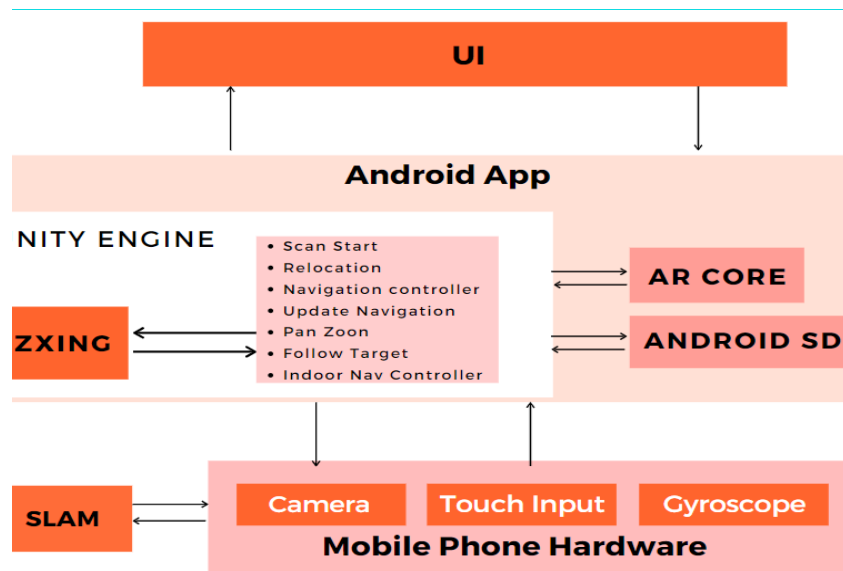 UI
Android App
NITY ENGINE
• Scan Start
• Relocation
• Navigation controller
• Update Navigation
• Pan Zoon
• Follow Target
• Indoor Nav Controller
ZXING
AR CORE
ANDROID SD
SLAM
Camera
Touch Input
Gyroscope
Mobile Phone Hardware